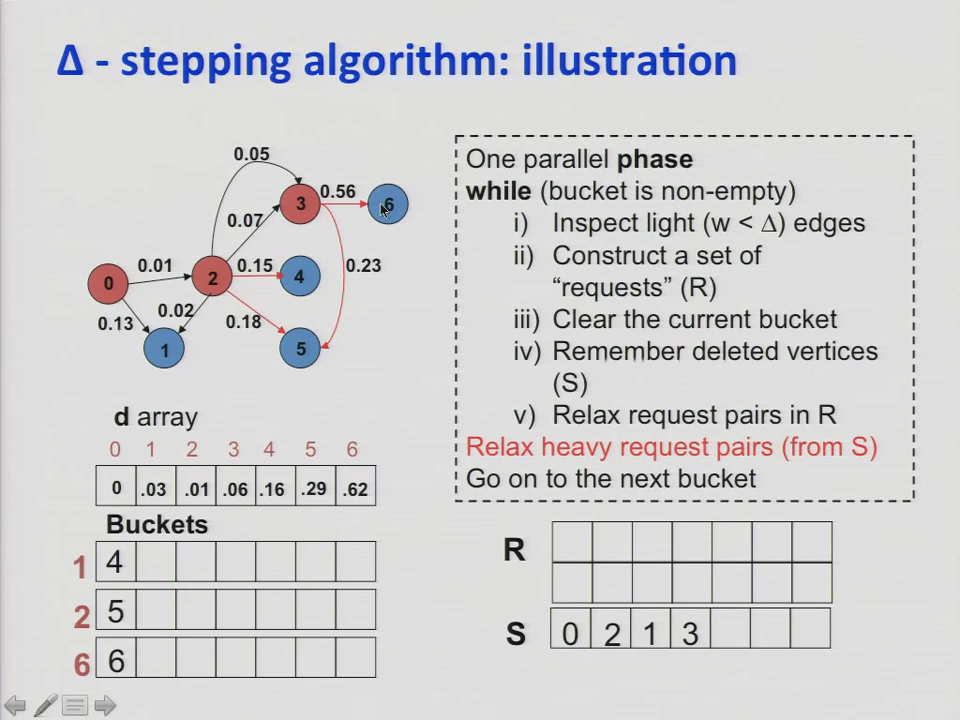 Δ - stepping algorithm: illustration
0.05
3
0.56
6
0.07
0.01
0.15
0.23
0
2
4
0.13
0.02
0.18
1
5
One parallel phase
while (bucket is non-empty)
i) Inspect light (w < Δ) edges
ii) Construct a set of
“requests” (R)
iii) Clear the current bucket
iv) Remember deleted vertices
(S)
v) Relax request pairs in R
Relax heavy request pairs (from S)
Go on to the next bucket
d array
0 1 2 3 4 5 6
0 .03 .01 .06 .16 .29 .62
Buckets
1 4
2 5
6 6
R
S 0 2 1 3